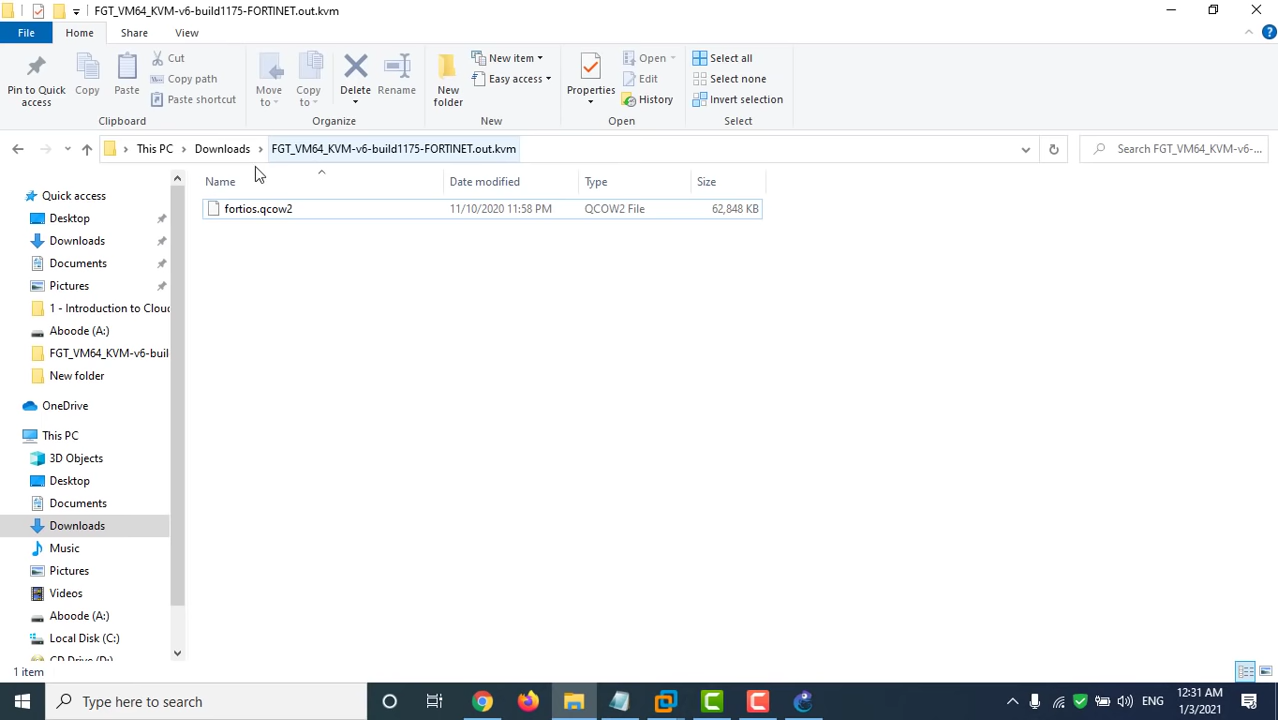 FGT_VM64_KVM-v6-build1175-FORTINET.out.kvm
File Home Share View
Pin to Quick access
Copy
Paste
Cut
Copy path
Paste shortcut
Clipboard
Move to
Copy to
Delete
Rename
Organize
New folder
New item
Easy access
New
Properties
Open
Edit
History
Open
Select all
Select none
Invert selection
Select
This PC > Downloads > FGT_VM64_KVM-v6-build1175-FORTINET.out.kvm
Search FGT_VM64_KVM-v6-...
Name Date modified Type Size
fortios.qcow2 11/10/2020 11:58 PM QCOW2 File 62,848 KB
Quick access
Desktop
Downloads
Documents
Pictures
1 - Introduction to Cloud
Aboode (A:)
FGT_VM64_KVM-v6-buil
New folder
OneDrive
This PC
3D Objects
Desktop
Documents
Downloads
Music
Pictures
Videos
Aboode (A:)
Local Disk (C:)
CD Drive (D:)
1 item
Type here to search
ENG
12:31 AM
1/3/2021